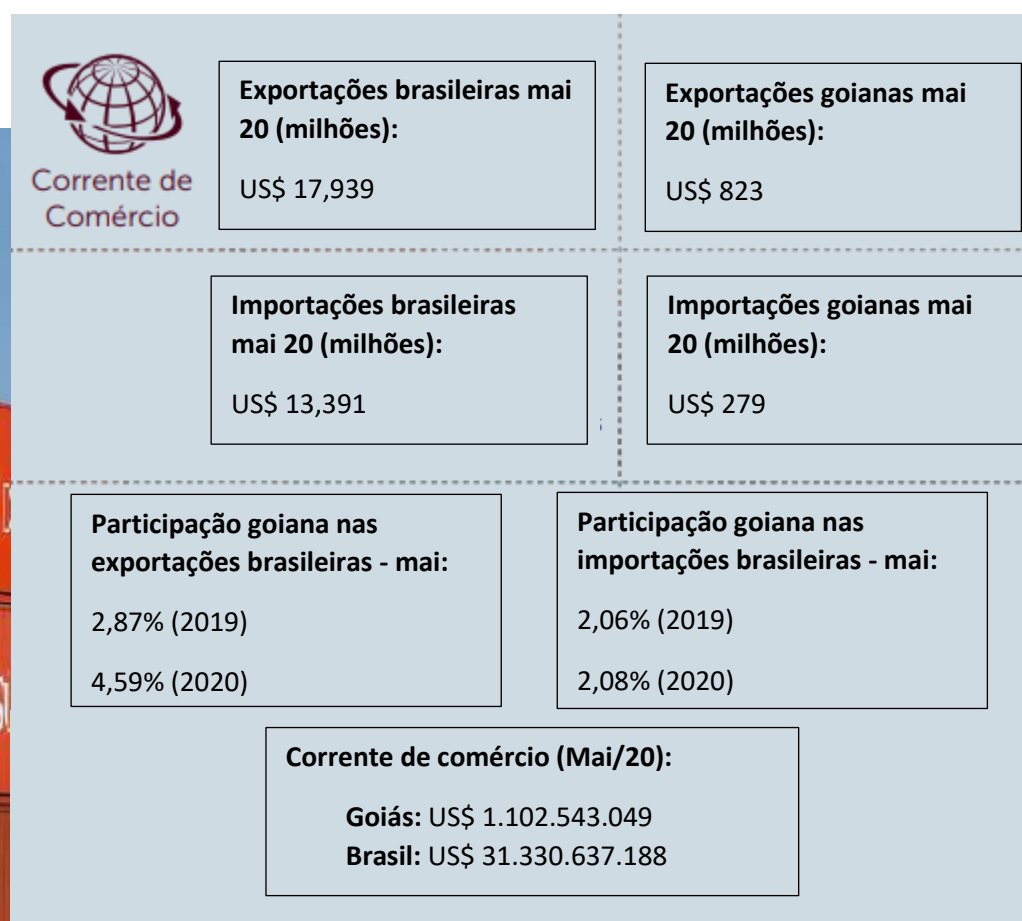 Corrente de
Comércio
Exportações brasileiras mai
20 (milhões):
US$ 17,939
Exportações goianas mai
20 (milhões):
US$ 823
Importações brasileiras
mai 20 (milhões):
US$ 13,391
Importações goianas mai
20 (milhões):
US$ 279
Participação goiana nas
exportações brasileiras - mai:
2,87% (2019)
4,59% (2020)
Participação goiana nas
importações brasileiras - mai:
2,06% (2019)
2,08% (2020)
Corrente de comércio (Mai/20):
Goiás: US$ 1.102.543.049
Brasil: US$ 31.330.637.188